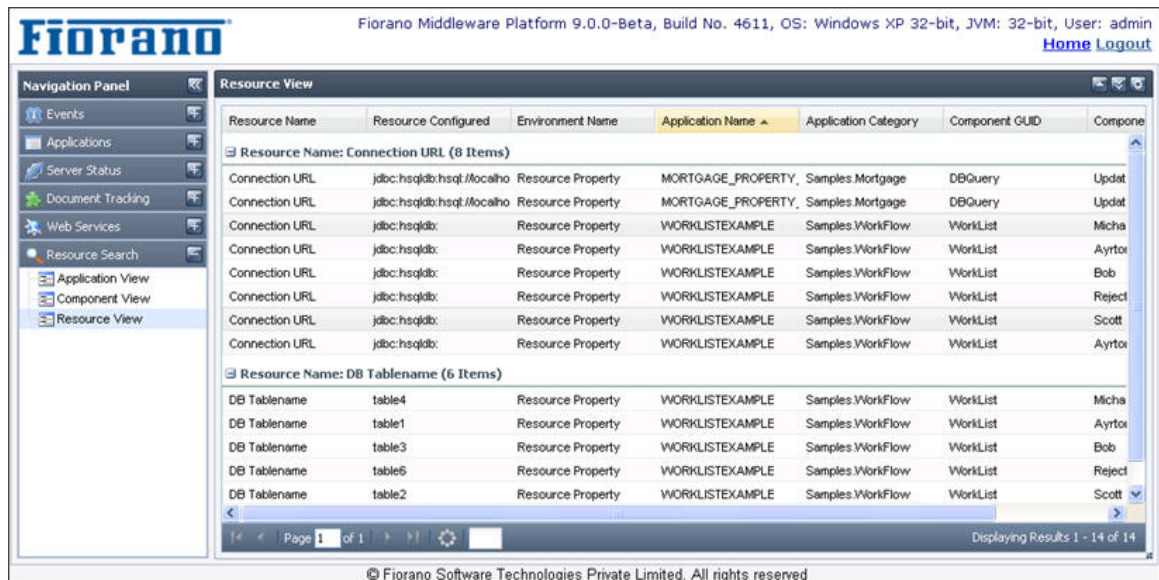 Fiorano
Fiorano Middleware Platform 9.0.0-Beta, Build No. 4611, OS: Windows XP 32-bit, JVM: 32-bit, User: admin
Home Logout
Navigation Panel
Events
Applications
Server Status
Document Tracking
Web Services
Resource Search
Application View
Component View
Resource View
Resource View
Resource Name Resource Configured Environment Name Application Name Application Category Component GUID Compone
Resource Name: Connection URL (8 Items)
Connection URL jdbc:hsqldb:hsql://localho Resource Property MORTGAGE_PROPERTY_ Samples.Mortgage DBQuery Updat
Connection URL jdbc:hsqldb:hsql://localho Resource Property MORTGAGE_PROPERTY_ Samples.Mortgage DBQuery Updat
Connection URL jdbc:hsqldb: Resource Property WORKLISTEXAMPLE Samples.WorkFlow WorkList Micha
Connection URL jdbc:hsqldb: Resource Property WORKLISTEXAMPLE Samples.WorkFlow WorkList Ayrto
Connection URL jdbc:hsqldb: Resource Property WORKLISTEXAMPLE Samples.WorkFlow WorkList Bob
Connection URL jdbc:hsqldb: Resource Property WORKLISTEXAMPLE Samples.WorkFlow WorkList Reject
Connection URL jdbc:hsqldb: Resource Property WORKLISTEXAMPLE Samples.WorkFlow WorkList Scott
Connection URL jdbc:hsqldb: Resource Property WORKLISTEXAMPLE Samples.WorkFlow WorkList Ayrto
Resource Name: DB Tablename (6 Items)
DB Tablename table4 Resource Property WORKLISTEXAMPLE Samples.WorkFlow WorkList Micha
DB Tablename table1 Resource Property WORKLISTEXAMPLE Samples.WorkFlow WorkList Ayrto
DB Tablename table3 Resource Property WORKLISTEXAMPLE Samples.WorkFlow WorkList Bob
DB Tablename table6 Resource Property WORKLISTEXAMPLE Samples.WorkFlow WorkList Reject
DB Tablename table2 Resource Property WORKLISTEXAMPLE Samples.WorkFlow WorkList Scott
Page 1 of 1 Displaying Results 1 - 14 of 14
© Fiorano Software Technologies Private Limited. All rights reserved